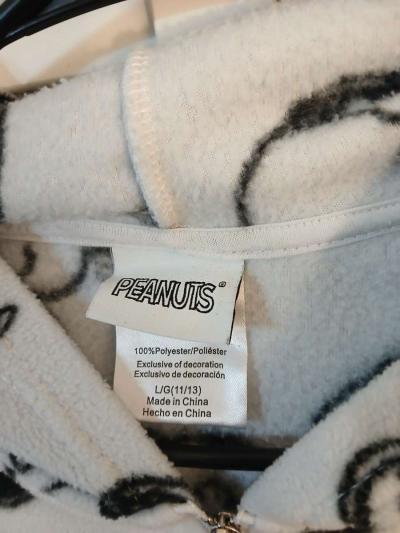 PEANUTS®
100%Polyester/Poliéster
Exclusive of decoration
Exclusivo de decoración
L/G(11/13)
Made in China
Hecho en China